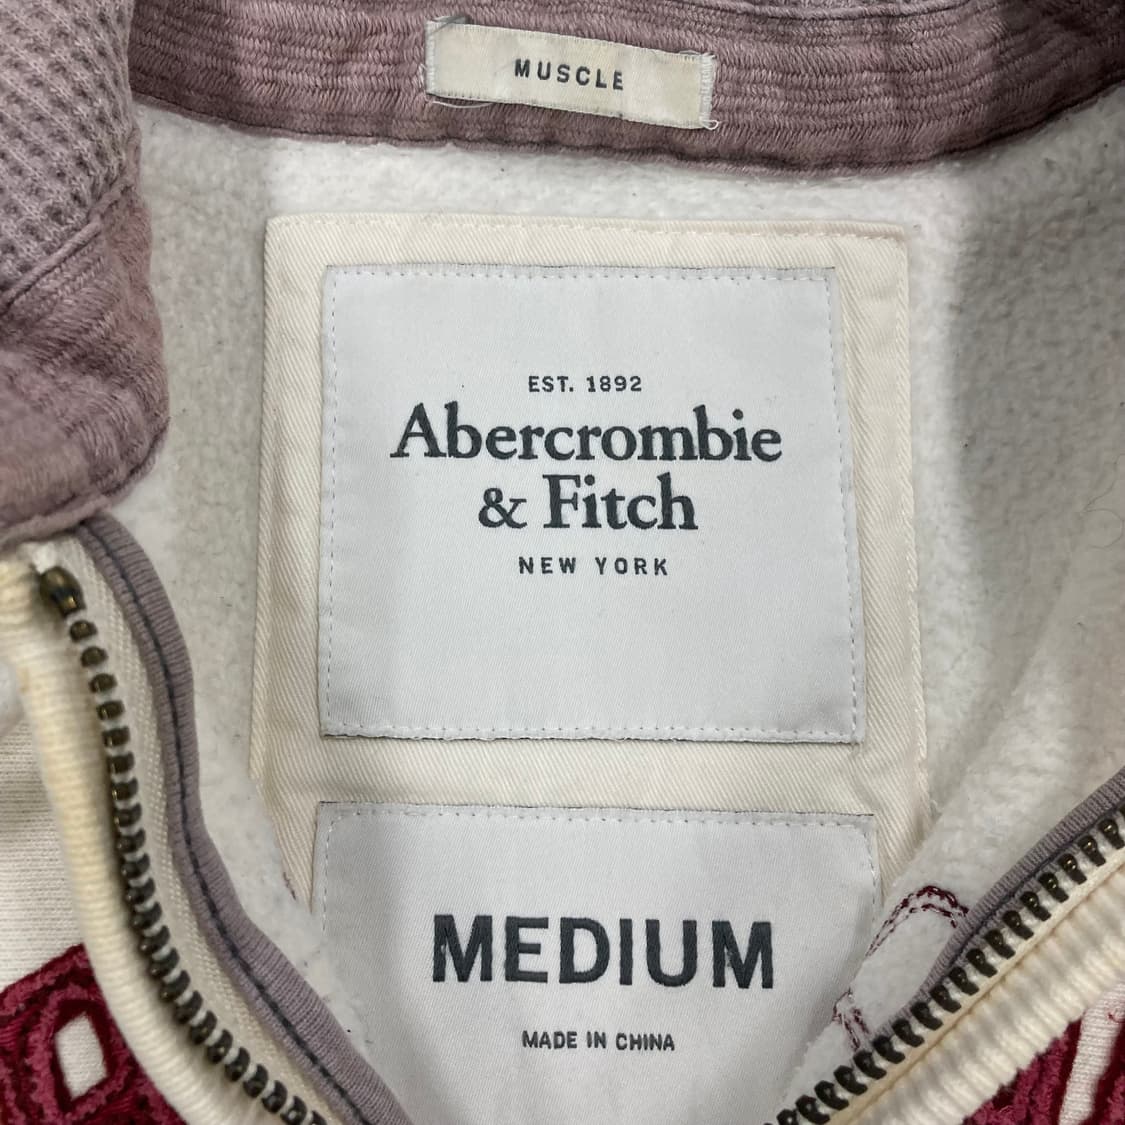 MUSCLE
EST. 1892
Abercrombie
& Fitch
NEW YORK
MEDIUM
MADE IN CHINA